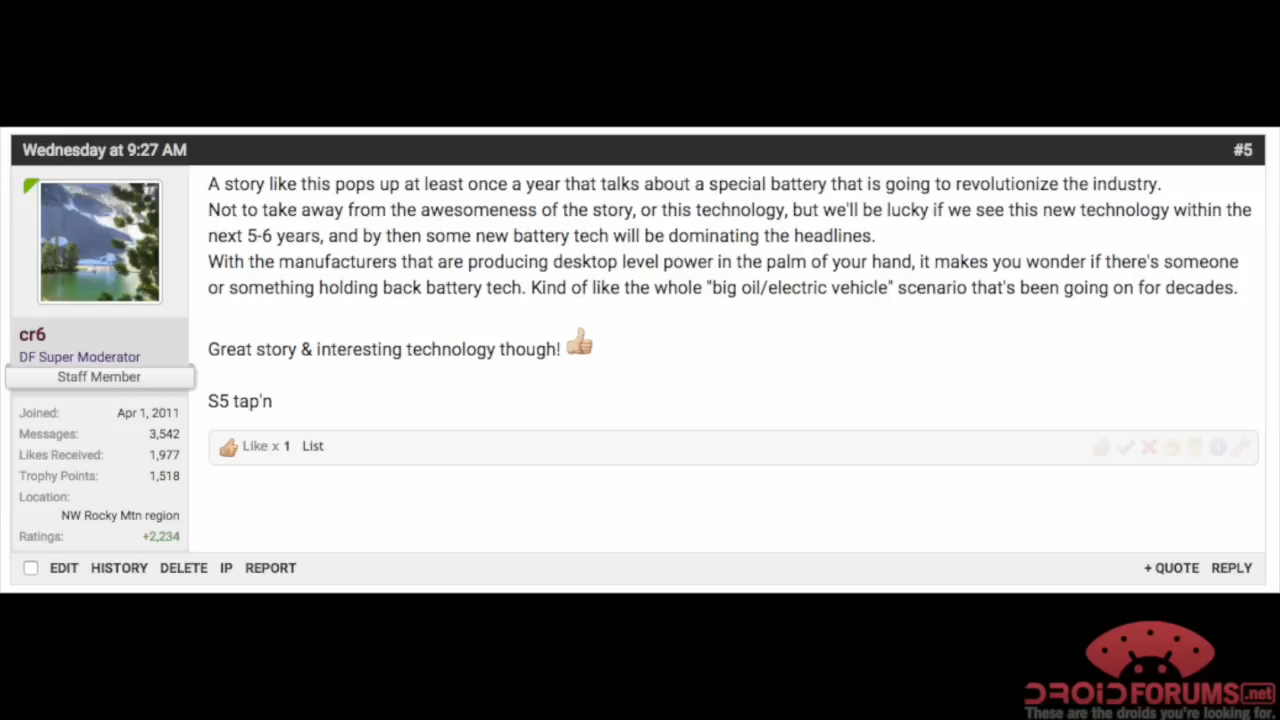 Wednesday at 9:27 AM
#5
A story like this pops up at least once a year that talks about a special battery that is going to revolutionize the industry.
Not to take away from the awesomeness of the story, or this technology, but we'll be lucky if we see this new technology within the
next 5-6 years, and by then some new battery tech will be dominating the headlines.
With the manufacturers that are producing desktop level power in the palm of your hand, it makes you wonder if there's someone
or something holding back battery tech. Kind of like the whole "big oil/electric vehicle" scenario that's been going on for decades.
Great story & interesting technology though!
S5 tap'n
Like x 1 List
cr6
DF Super Moderator
Staff Member
Joined: Apr 1, 2011
Messages: 3,542
Likes Received: 1,977
Trophy Points: 1,518
Location:
NW Rocky Mtn region
Ratings: +2,234
EDIT HISTORY DELETE IP REPORT
+ QUOTE REPLY
DROIDFORUMS.net
These are the droids you're looking for.